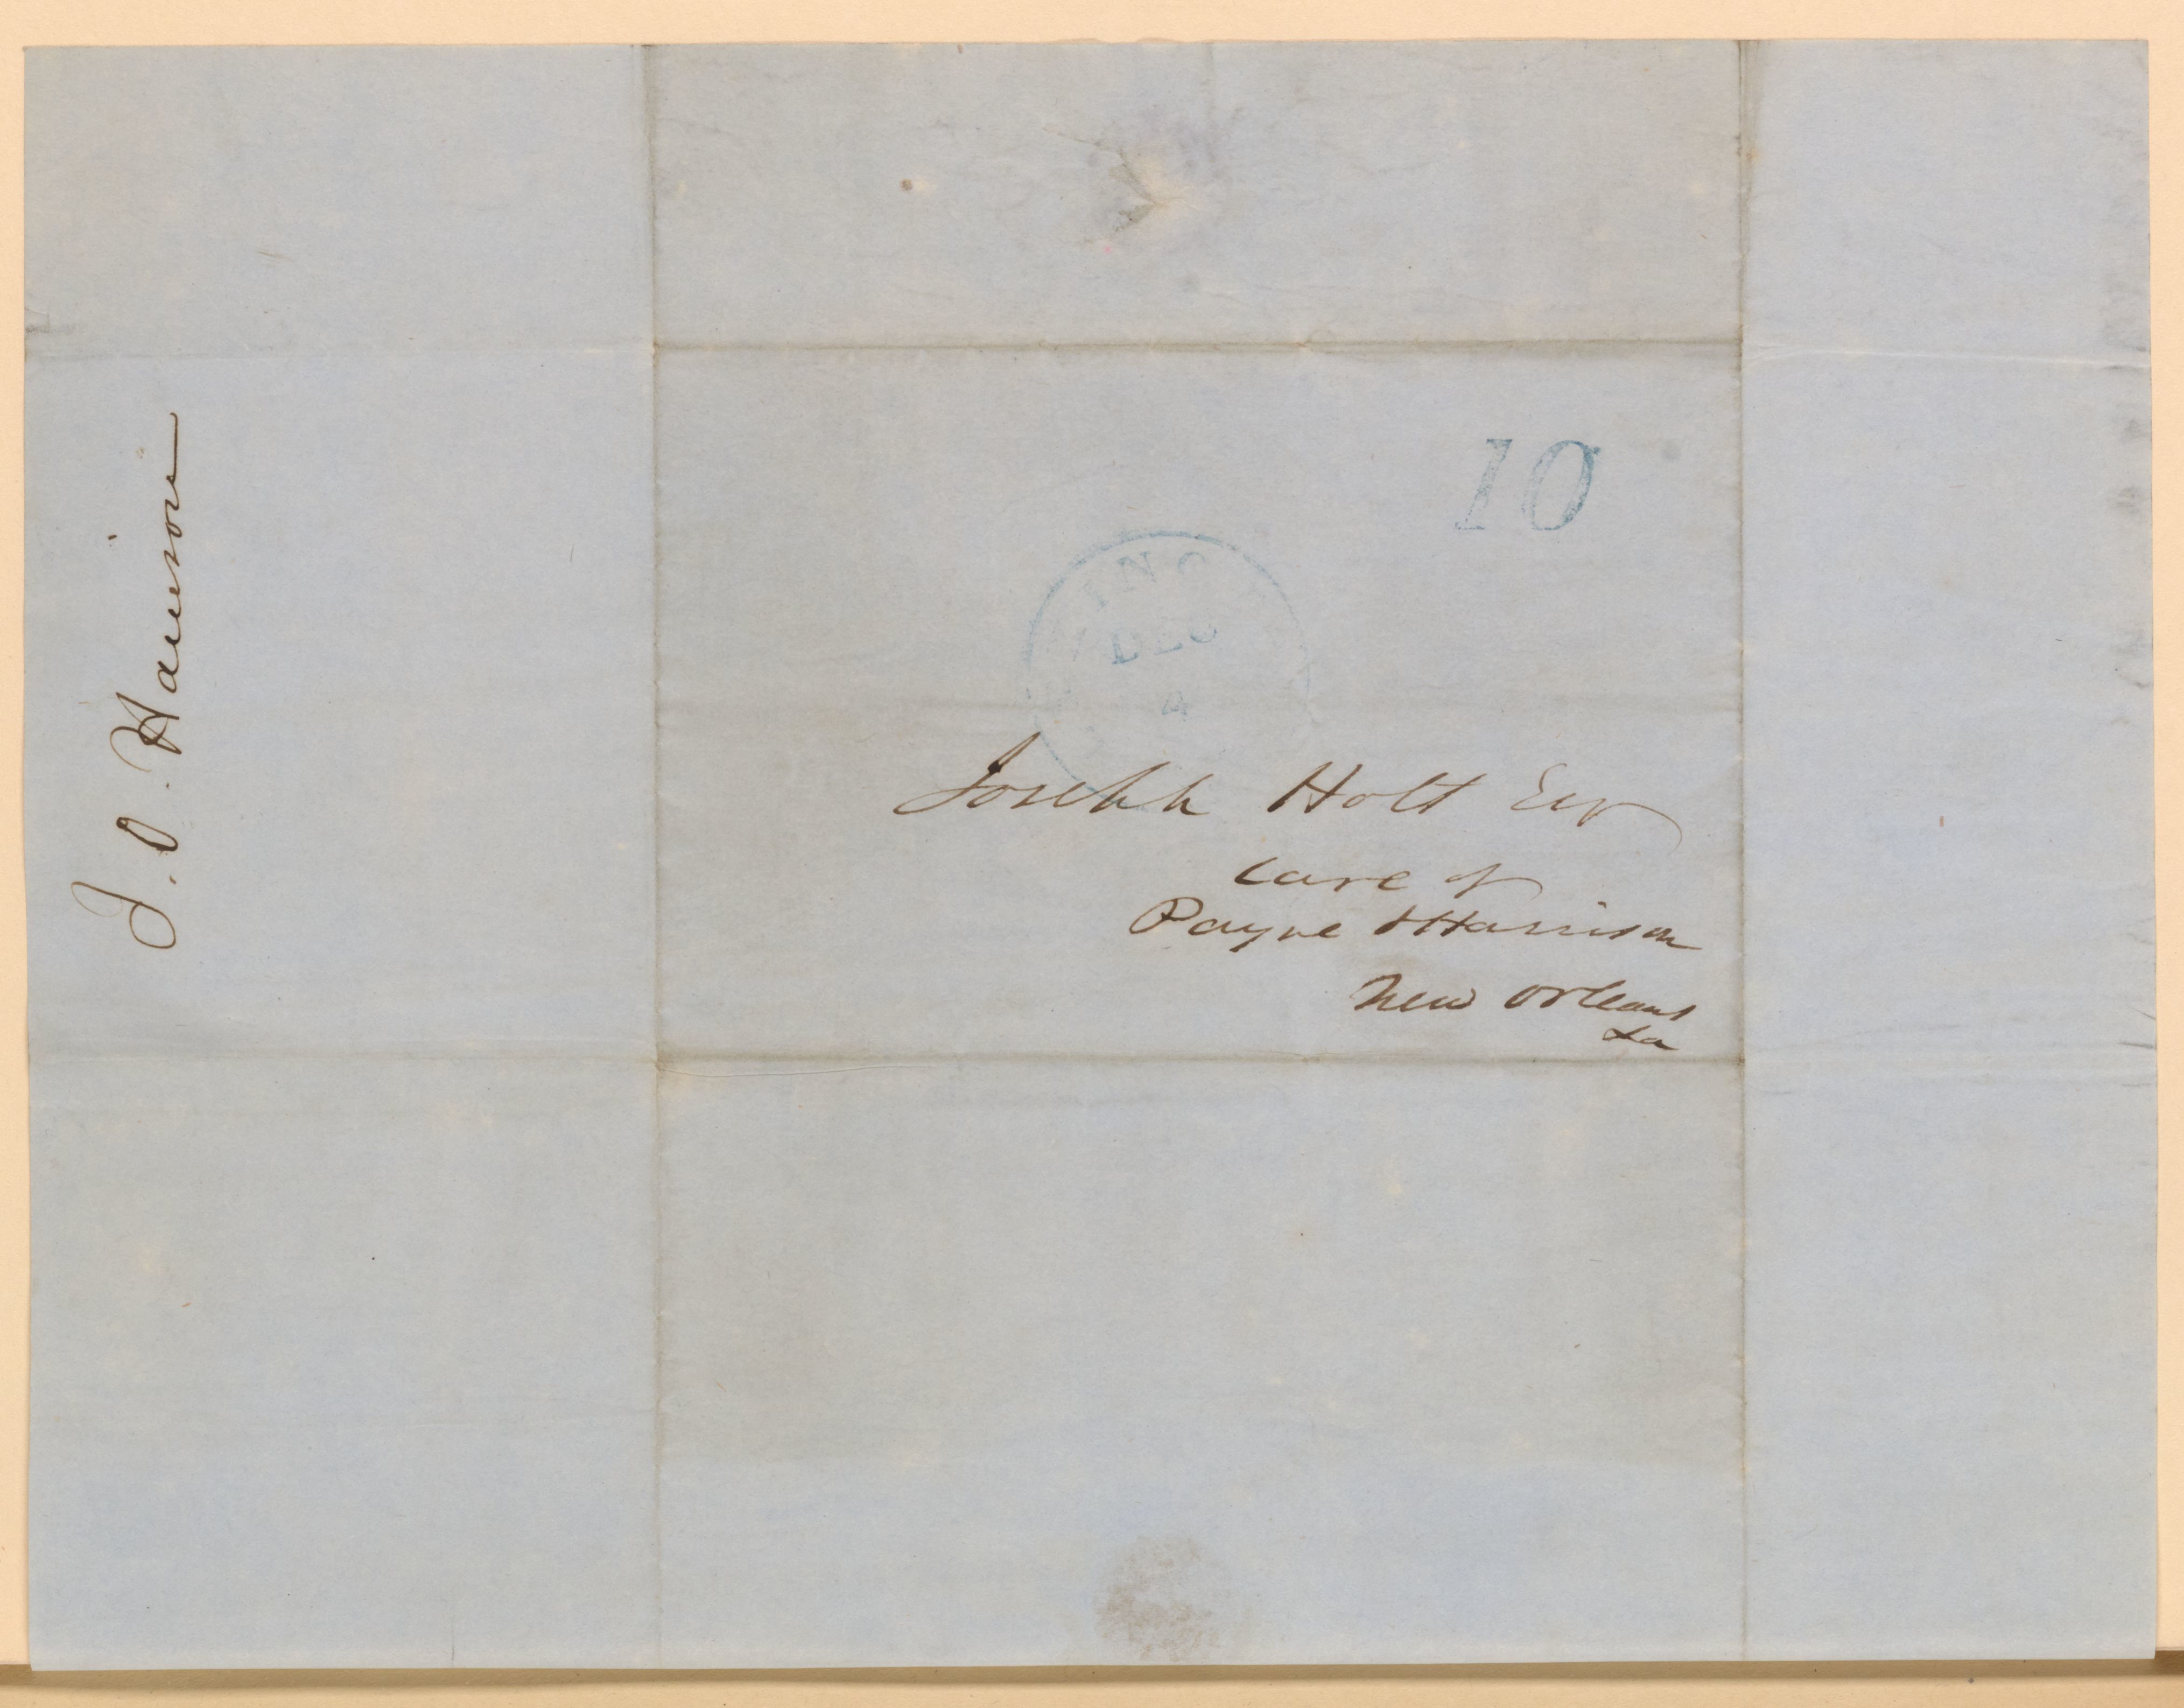 J. O. Harrison
10
DEC
4
Joseph Holt Esq
Care of
Payne & Harrison
New Orleans
La